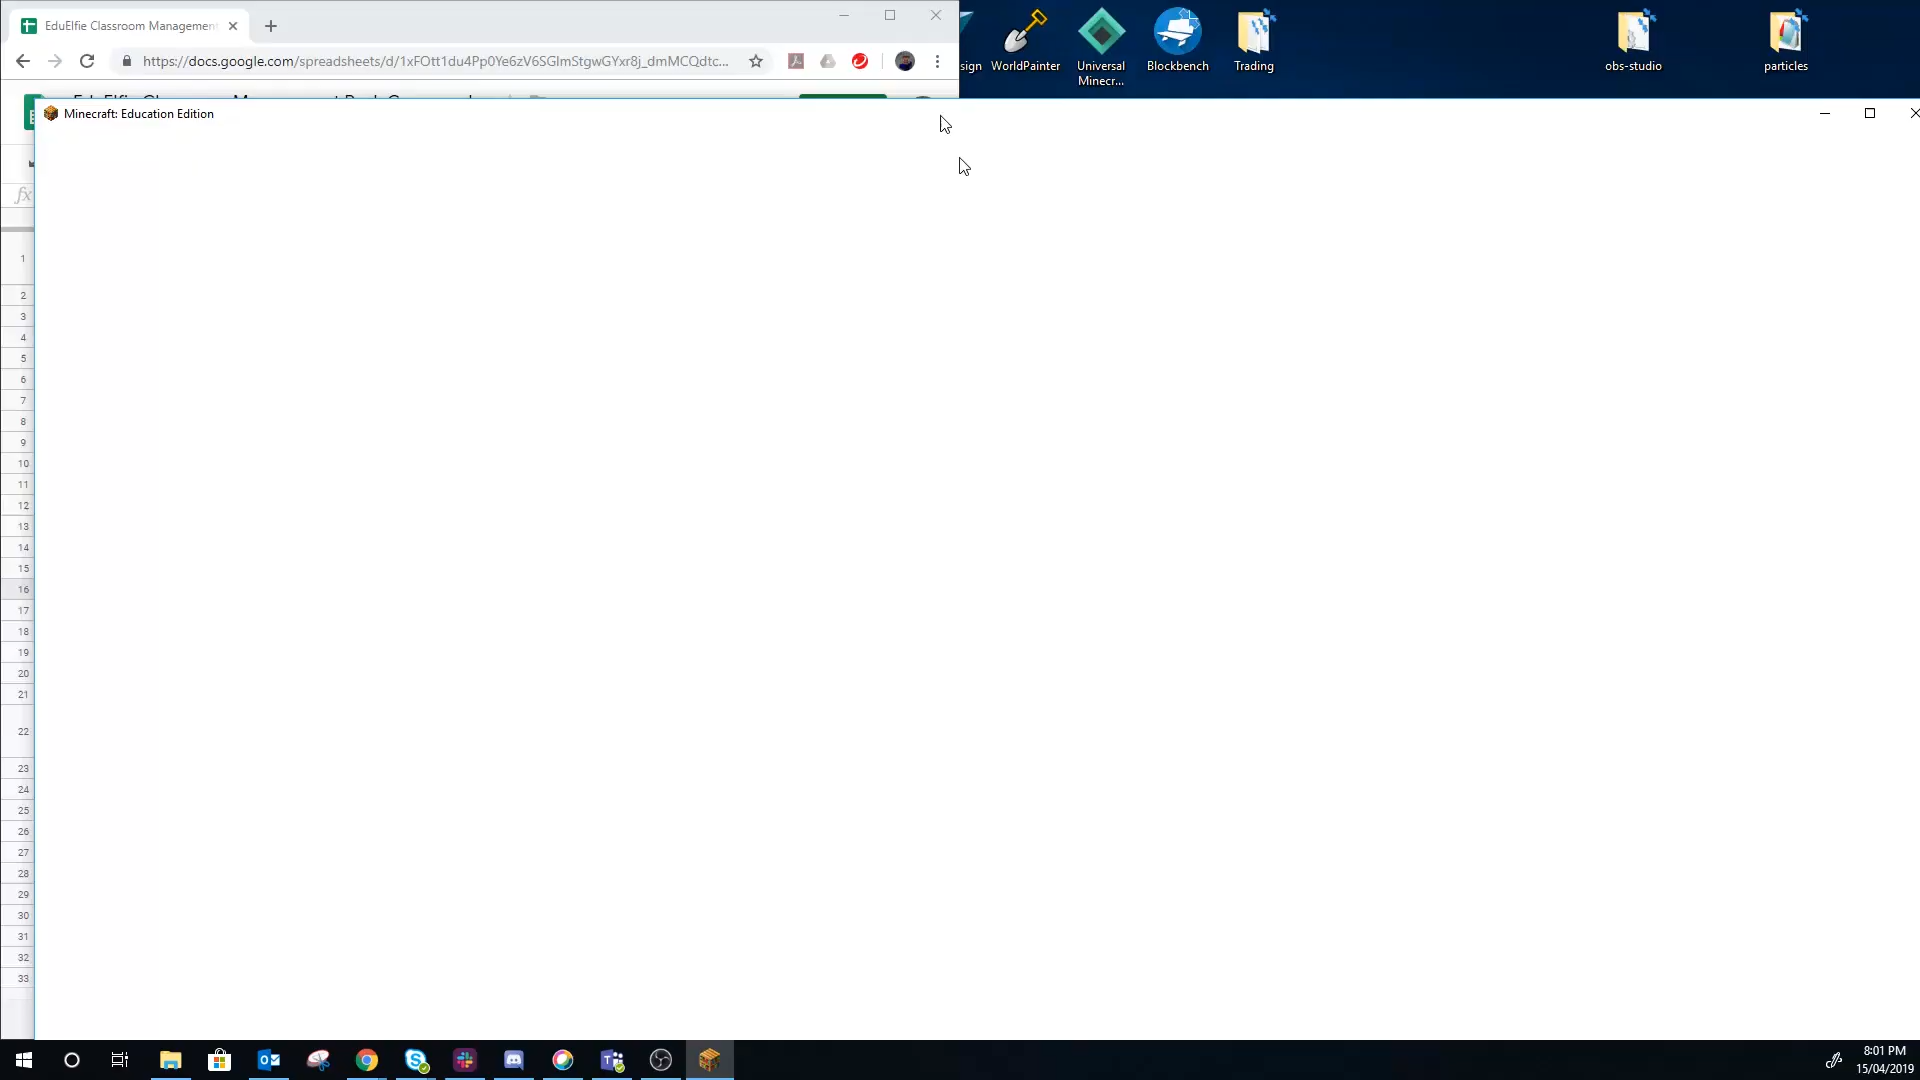 EduElfie Classroom Management
https://docs.google.com/spreadsheets/d/1xFOtt1du4Pp0Ye6zV6SGlmStgwGYxr8j_dmMCQdtc...
sign
WorldPainter
Universal
Minecr...
Blockbench
Trading
obs-studio
particles
Minecraft: Education Edition
fx
1
2
3
4
5
6
7
8
9
10
11
12
13
14
15
16
17
18
19
20
21
22
23
24
25
26
27
28
29
30
31
32
33
8:01 PM
15/04/2019